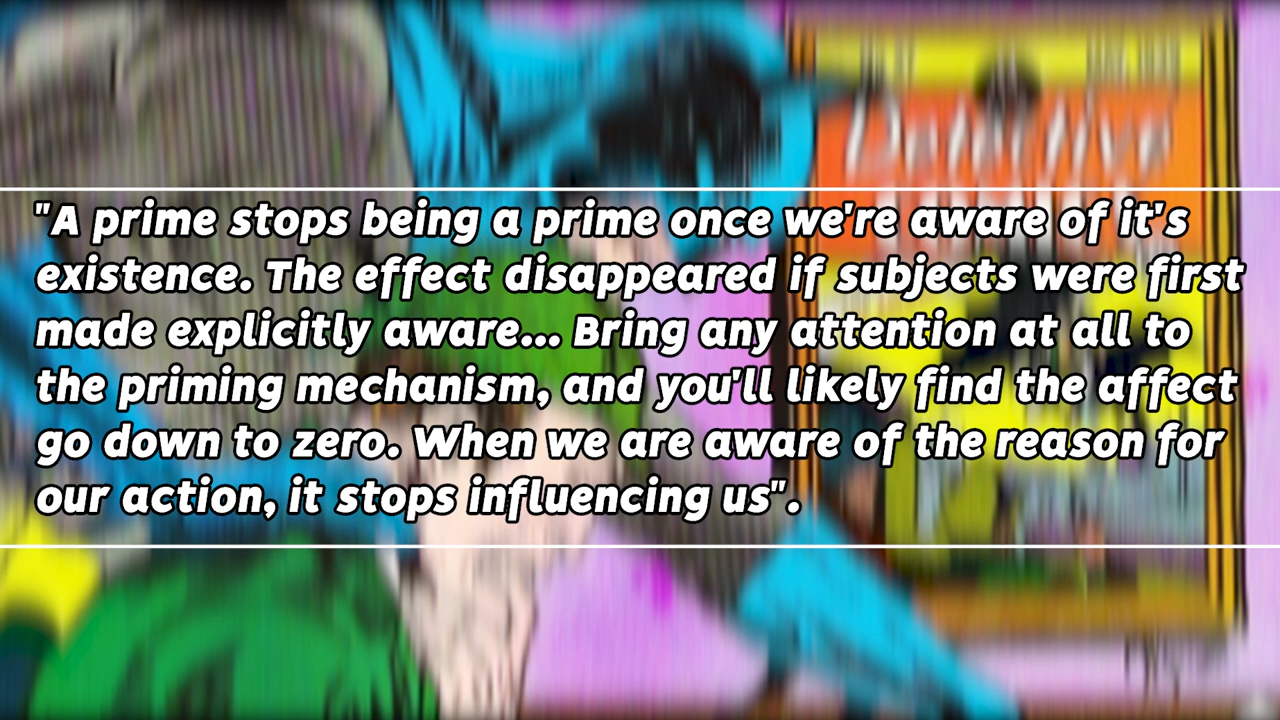 Detective
"A prime stops being a prime once we're aware of it's
existence. The effect disappeared if subjects were first
made explicitly aware... Bring any attention at all to
the priming mechanism, and you'll likely find the affect
go down to zero. When we are aware of the reason for
our action, it stops influencing us".